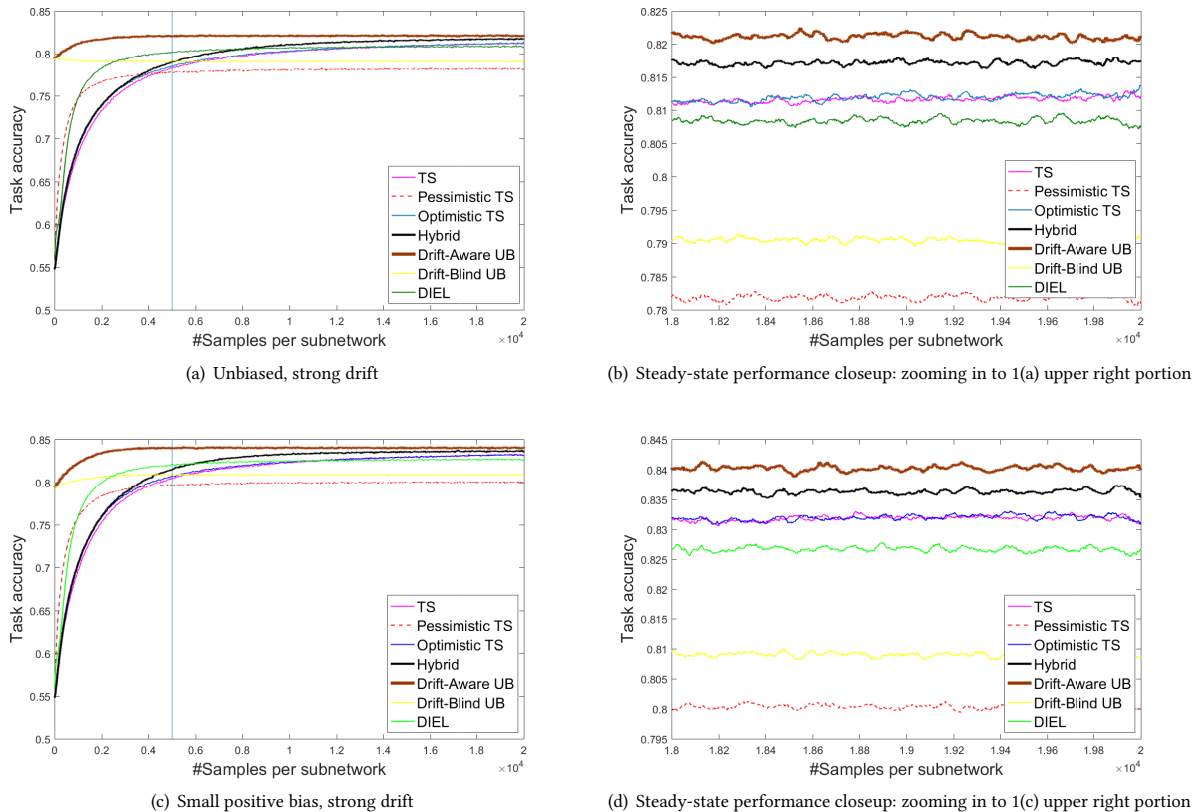 0.85
0.8
0.75
0.7
0.65
0.6
0.55
0.5
Task accuracy
TS
Pessimistic TS
Optimistic TS
Hybrid
Drift-Aware UB
Drift-Blind UB
DIEL
0 0.2 0.4 0.6 0.8 1 1.2 1.4 1.6 1.8 2
#Samples per subnetwork
×10⁴
(a) Unbiased, strong drift
0.825
0.82
0.815
0.81
0.805
0.8
0.795
0.79
0.785
0.78
Task accuracy
TS
Pessimistic TS
Optimistic TS
Hybrid
Drift-Aware UB
Drift-Blind UB
DIEL
1.8 1.82 1.84 1.86 1.88 1.9 1.92 1.94 1.96 1.98 2
#Samples per subnetwork
×10⁴
(b) Steady-state performance closeup: zooming in to 1(a) upper right portion
0.85
0.8
0.75
0.7
0.65
0.6
0.55
0.5
Task accuracy
TS
Pessimistic TS
Optimistic TS
Hybrid
Drift-Aware UB
Drift-Blind UB
DIEL
0 0.2 0.4 0.6 0.8 1 1.2 1.4 1.6 1.8 2
#Samples per subnetwork
×10⁴
(c) Small positive bias, strong drift
0.845
0.84
0.835
0.83
0.825
0.82
0.815
0.81
0.805
0.8
0.795
Task accuracy
TS
Pessimistic TS
Optimistic TS
Hybrid
Drift-Aware UB
Drift-Blind UB
DIEL
1.8 1.82 1.84 1.86 1.88 1.9 1.92 1.94 1.96 1.98 2
#Samples per subnetwork
×10⁴
(d) Steady-state performance closeup: zooming in to 1(c) upper right portion